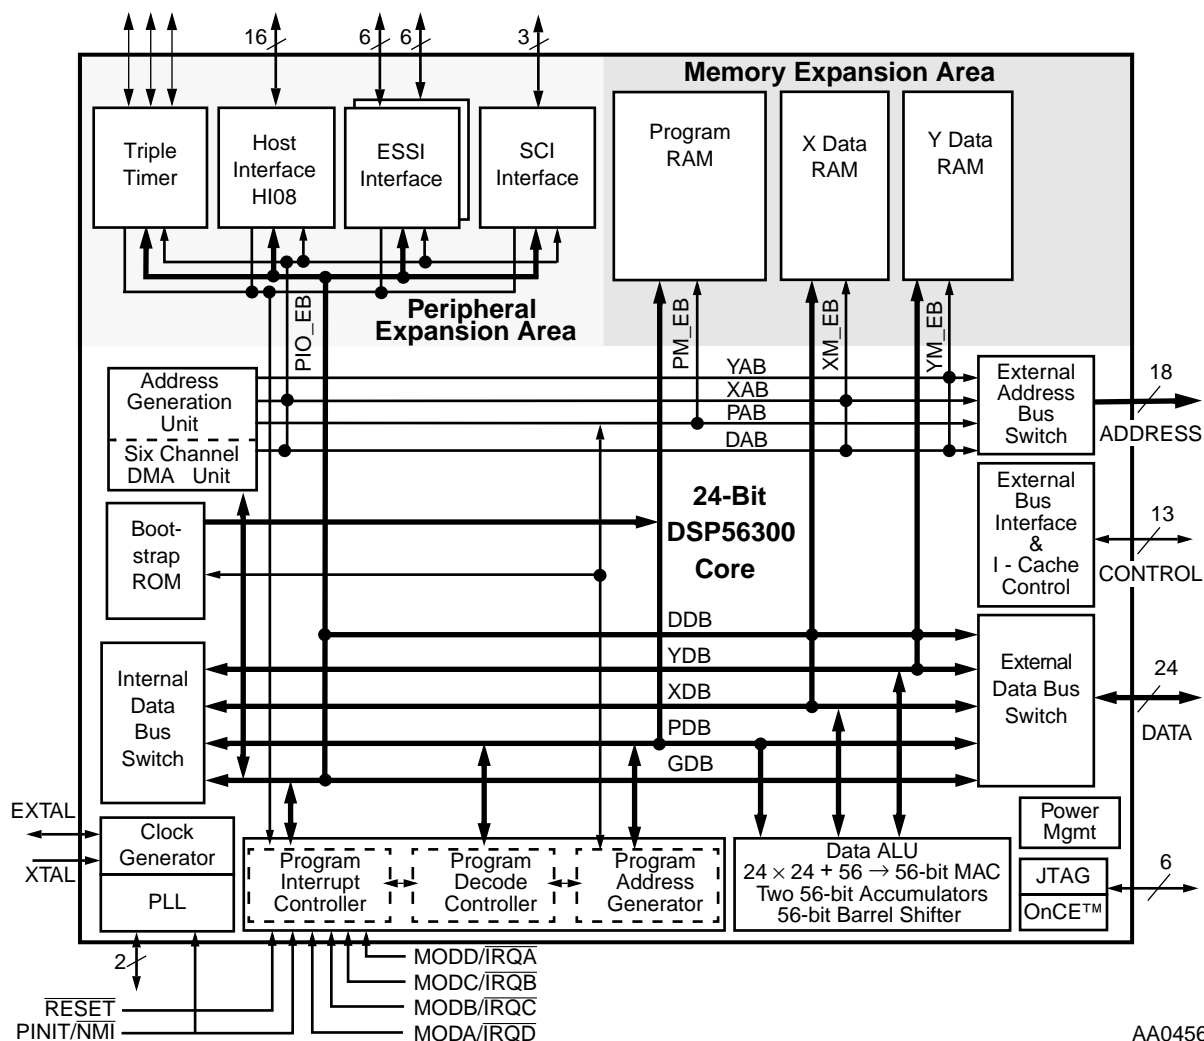 16
6
6
3
Memory Expansion Area
Triple
Timer
Host
Interface
HI08
ESSI
Interface
SCI
Interface
Program
RAM
X Data
RAM
Y Data
RAM
Peripheral
Expansion Area
PIO_EB
PM_EB
XM_EB
YM_EB
Address
Generation
Unit
Six Channel
DMA Unit
YAB
XAB
PAB
DAB
External
Address
Bus
Switch
18
ADDRESS
24-Bit
DSP56300
Core
Boot-
strap
ROM
External
Bus
Interface
&
I - Cache
Control
13
CONTROL
DDB
YDB
XDB
PDB
GDB
Internal
Data
Bus
Switch
External
Data Bus
Switch
24
DATA
EXTAL
XTAL
Clock
Generator
PLL
Program
Interrupt
Controller
Program
Decode
Controller
Program
Address
Generator
Data ALU
24 × 24 + 56 → 56-bit MAC
Two 56-bit Accumulators
56-bit Barrel Shifter
Power
Mgmt
JTAG
OnCE™
6
2
RESET
PINIT/NMI
MODD/IRQA
MODC/IRQB
MODB/IRQC
MODA/IRQD
AA0456